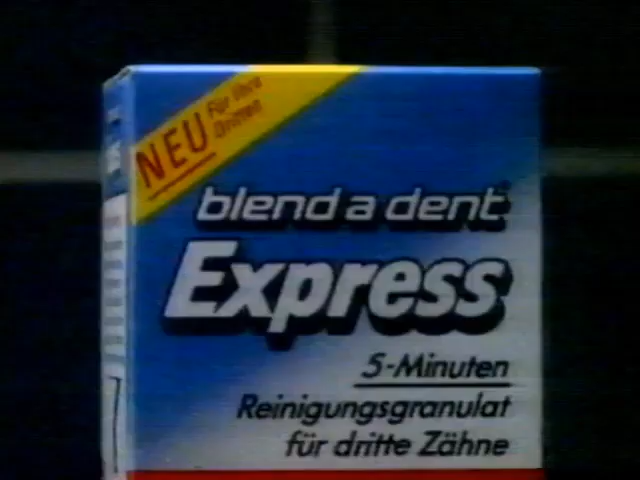 NEU
Für Ihre
Dritten
blend a dent
Express
5-Minuten
Reinigungsgranulat
für dritte Zähne